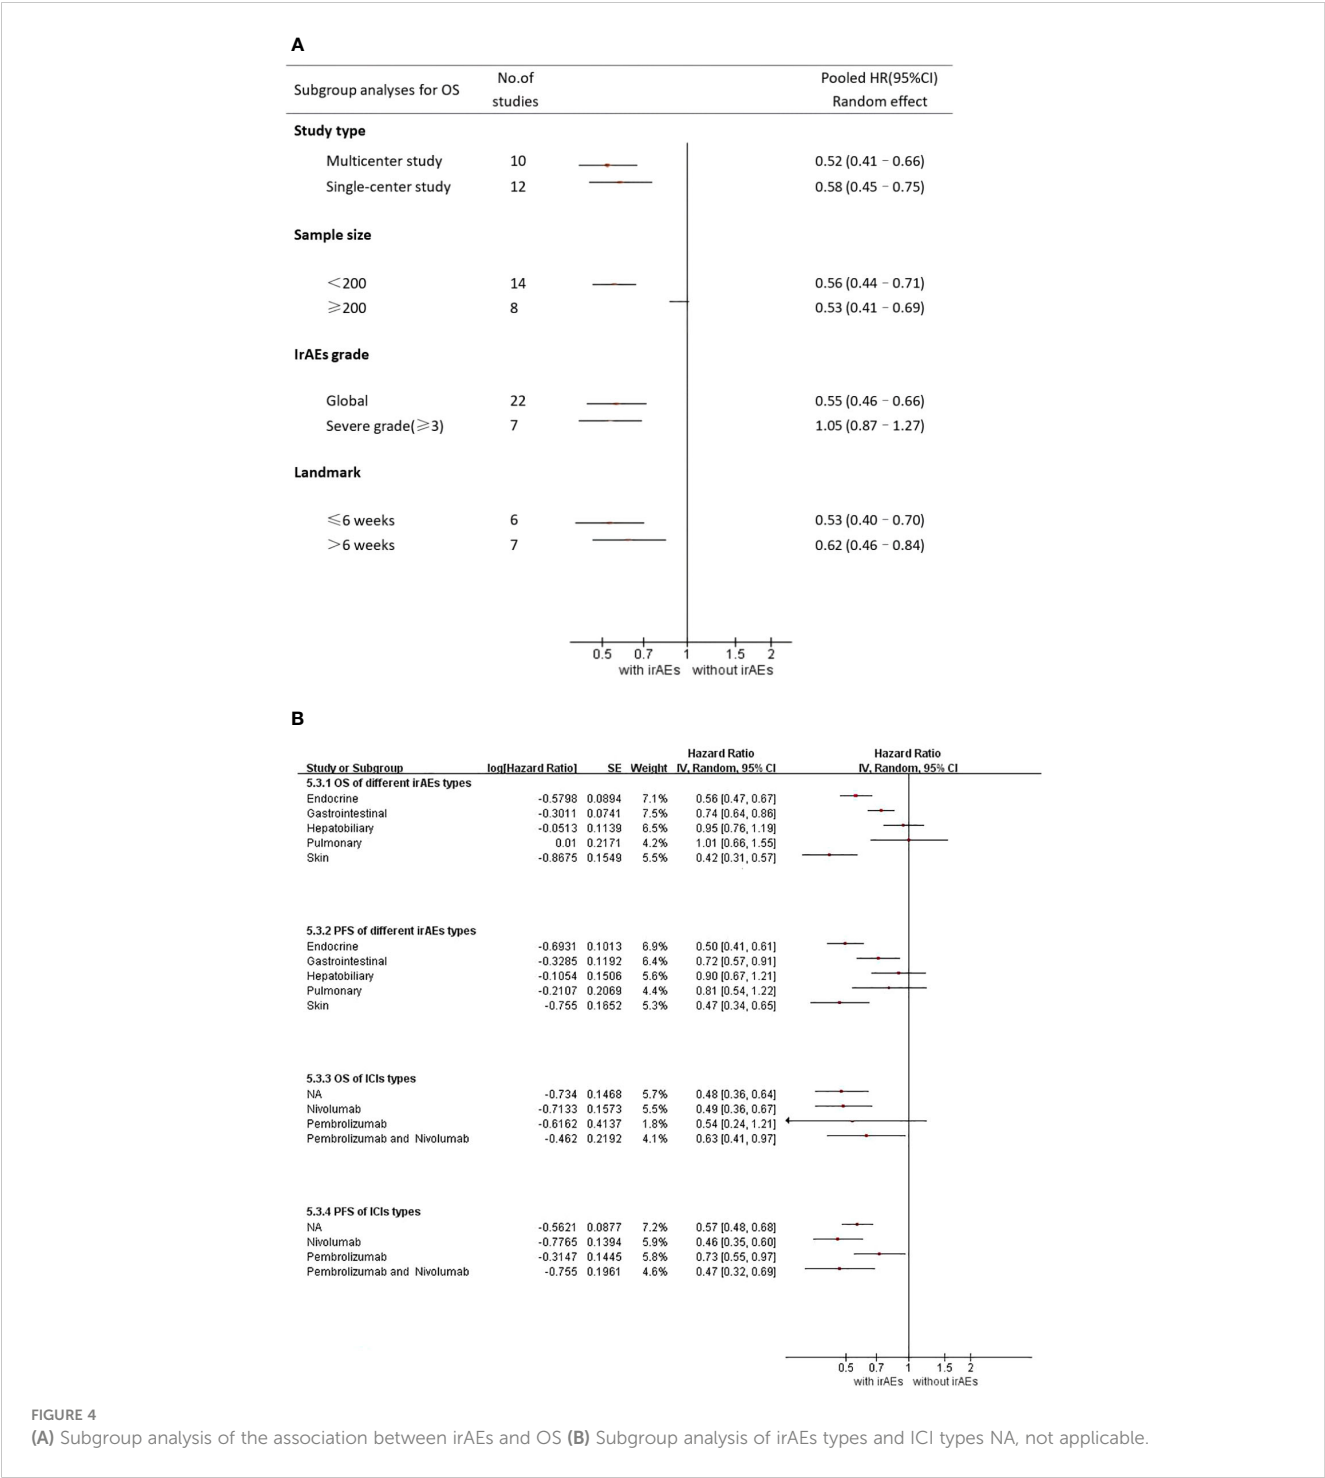 A
Subgroup analyses for OS No.of studies Pooled HR(95%CI) Random effect
Study type
Multicenter study 10 0.52 (0.41 – 0.66)
Single-center study 12 0.58 (0.45 – 0.75)
Sample size
<200 14 0.56 (0.44 – 0.71)
≥200 8 0.53 (0.41 – 0.69)
IrAEs grade
Global 22 0.55 (0.46 – 0.66)
Severe grade(≥3) 7 1.05 (0.87 – 1.27)
Landmark
≤6 weeks 6 0.53 (0.40 – 0.70)
>6 weeks 7 0.62 (0.46 – 0.84)
0.5 0.7 1 1.5 2
with irAEs without irAEs
B
Hazard Ratio Hazard Ratio
Study or Subgroup log[Hazard Ratio] SE Weight IV, Random, 95% CI IV, Random, 95% CI
5.3.1 OS of different irAEs types
Endocrine -0.5798 0.0894 7.1% 0.56 [0.47, 0.67]
Gastrointestinal -0.3011 0.0741 7.5% 0.74 [0.64, 0.86]
Hepatobiliary -0.0513 0.1139 6.5% 0.95 [0.76, 1.19]
Pulmonary 0.01 0.2171 4.2% 1.01 [0.66, 1.55]
Skin -0.8675 0.1549 5.5% 0.42 [0.31, 0.57]
5.3.2 PFS of different irAEs types
Endocrine -0.6931 0.1013 6.9% 0.50 [0.41, 0.61]
Gastrointestinal -0.3285 0.1192 6.4% 0.72 [0.57, 0.91]
Hepatobiliary -0.1054 0.1506 5.6% 0.90 [0.67, 1.21]
Pulmonary -0.2107 0.2069 4.4% 0.81 [0.54, 1.22]
Skin -0.755 0.1652 5.3% 0.47 [0.34, 0.65]
5.3.3 OS of ICIs types
NA -0.734 0.1468 5.7% 0.48 [0.36, 0.64]
Nivolumab -0.7133 0.1573 5.5% 0.49 [0.36, 0.67]
Pembrolizumab -0.6162 0.4137 1.8% 0.54 [0.24, 1.21]
Pembrolizumab and Nivolumab -0.462 0.2192 4.1% 0.63 [0.41, 0.97]
5.3.4 PFS of ICIs types
NA -0.5621 0.0877 7.2% 0.57 [0.48, 0.68]
Nivolumab -0.7765 0.1394 5.9% 0.46 [0.35, 0.60]
Pembrolizumab -0.3147 0.1445 5.8% 0.73 [0.55, 0.97]
Pembrolizumab and Nivolumab -0.755 0.1961 4.6% 0.47 [0.32, 0.69]
0.5 0.7 1 1.5 2
with irAEs without irAEs
FIGURE 4
(A) Subgroup analysis of the association between irAEs and OS (B) Subgroup analysis of irAEs types and ICI types NA, not applicable.